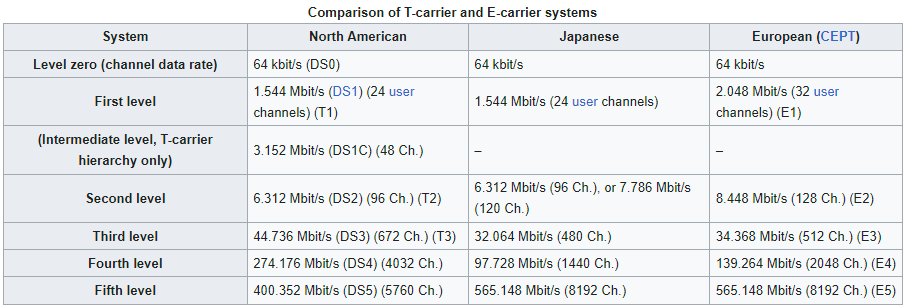 Comparison of T-carrier and E-carrier systems
System North American Japanese European (CEPT)
Level zero (channel data rate) 64 kbit/s (DS0) 64 kbit/s 64 kbit/s
First level 1.544 Mbit/s (DS1) (24 user channels) (T1) 1.544 Mbit/s (24 user channels) 2.048 Mbit/s (32 user channels) (E1)
(Intermediate level, T-carrier hierarchy only) 3.152 Mbit/s (DS1C) (48 Ch.) – –
Second level 6.312 Mbit/s (DS2) (96 Ch.) (T2) 6.312 Mbit/s (96 Ch.), or 7.786 Mbit/s (120 Ch.) 8.448 Mbit/s (128 Ch.) (E2)
Third level 44.736 Mbit/s (DS3) (672 Ch.) (T3) 32.064 Mbit/s (480 Ch.) 34.368 Mbit/s (512 Ch.) (E3)
Fourth level 274.176 Mbit/s (DS4) (4032 Ch.) 97.728 Mbit/s (1440 Ch.) 139.264 Mbit/s (2048 Ch.) (E4)
Fifth level 400.352 Mbit/s (DS5) (5760 Ch.) 565.148 Mbit/s (8192 Ch.) 565.148 Mbit/s (8192 Ch.) (E5)